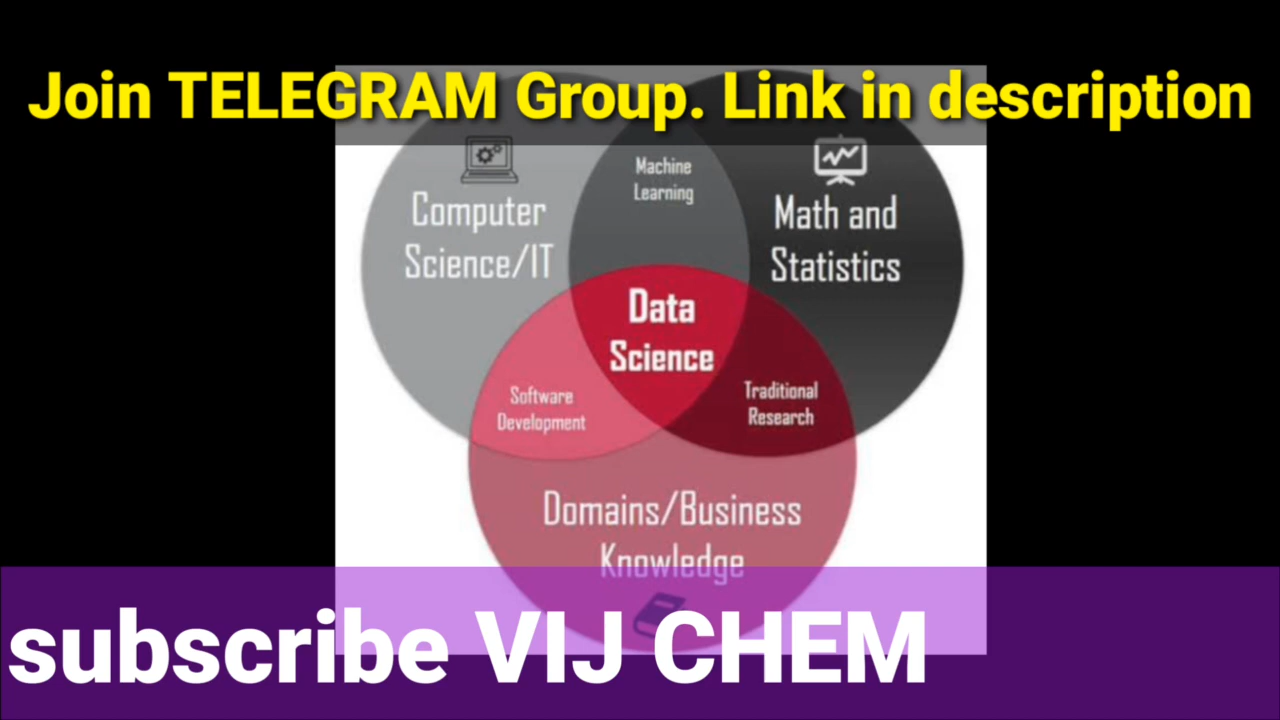 Join TELEGRAM Group. Link in description
Machine
Learning
Computer
Science/IT
Math and
Statistics
Data
Science
Software
Development
Traditional
Research
Domains/Business
Knowledge
subscribe VIJ CHEM